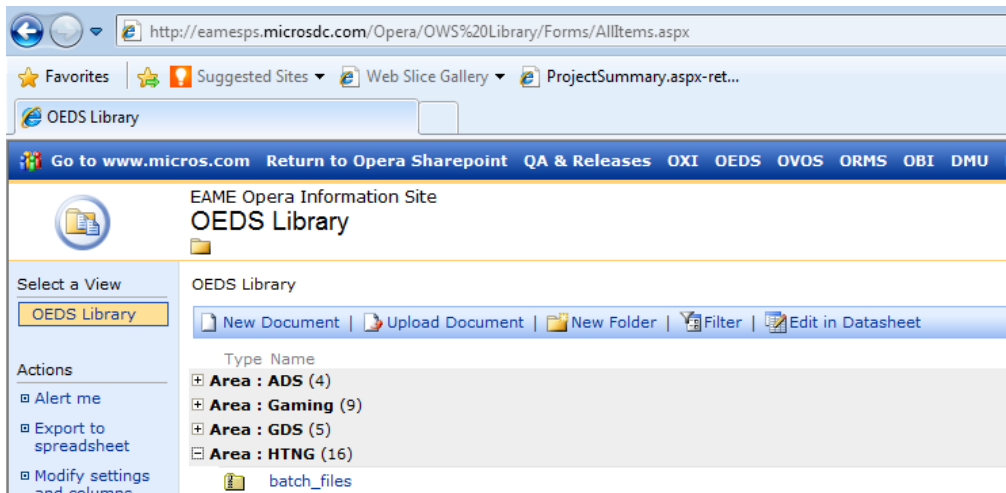 http://eamesps.microsdc.com/Opera/OWS%20Library/Forms/AllItems.aspx
Favorites Suggested Sites Web Slice Gallery ProjectSummary.aspx-ret...
OEDS Library
Go to www.micros.com Return to Opera Sharepoint QA & Releases OXI OEDS OVOS ORMS OBI DMU
EAME Opera Information Site
OEDS Library
Select a View
OEDS Library
Actions
Alert me
Export to
spreadsheet
Modify settings
and columns
OEDS Library
New Document | Upload Document | New Folder | Filter | Edit in Datasheet
Type Name
Area : ADS (4)
Area : Gaming (9)
Area : GDS (5)
Area : HTNG (16)
batch_files